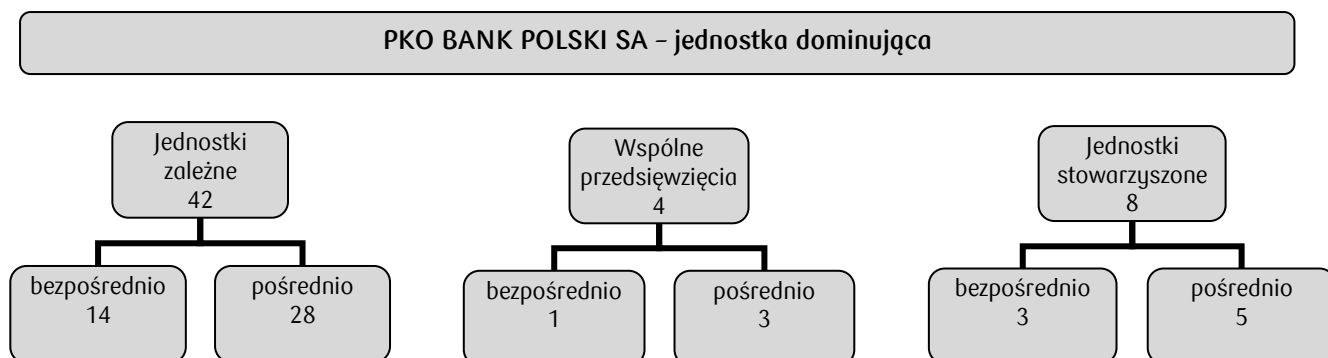 PKO BANK POLSKI SA – jednostka dominująca
Jednostki
zależne
42
bezpośrednio
14
pośrednio
28
Wspólne
przedsięwzięcia
4
bezpośrednio
1
pośrednio
3
Jednostki
stowarzyszone
8
bezpośrednio
3
pośrednio
5